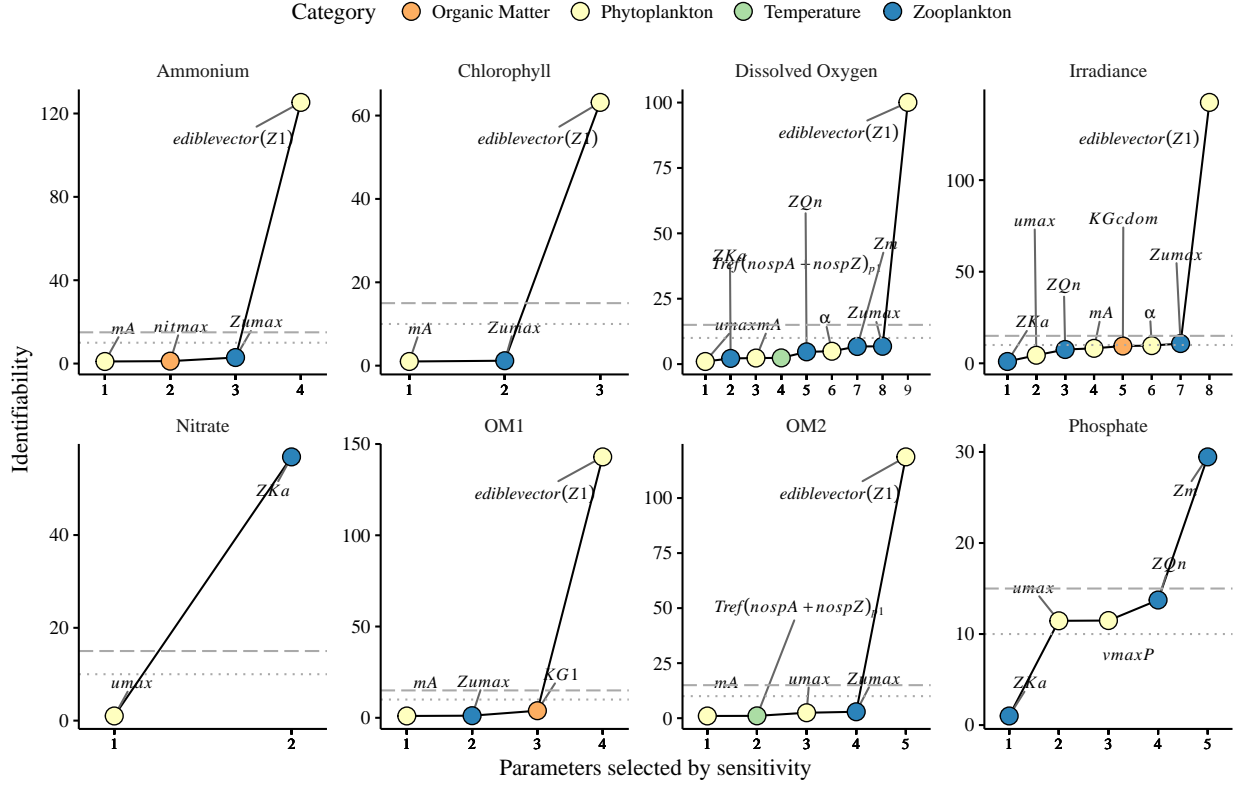 Category Organic Matter Phytoplankton Temperature Zooplankton
Identifiability
Ammonium
120
80
40
0
ediblevector(Z1)
mA nitmax Zumax
1 2 3 4
Chlorophyll
60
40
20
0
ediblevector(Z1)
mA Zumax
1 2 3
Dissolved Oxygen
100
75
50
25
0
ediblevector(Z1)
ZQn
Zm
ZKa
Tref(nospA+nospZ)p1
umax mA α Zumax
1 2 3 4 5 6 7 8 9
Irradiance
100
50
0
ediblevector(Z1)
umax KGcdom
Zumax
ZQn
ZKa mA α
1 2 3 4 5 6 7 8
Nitrate
40
20
0
ZKa
umax
1 2
OM1
150
100
50
0
ediblevector(Z1)
KG1
mA Zumax
1 2 3 4
OM2
100
75
50
25
0
ediblevector(Z1)
Tref(nospA+nospZ)p1
mA umax Zumax
1 2 3 4 5
Phosphate
30
20
10
0
Zm
ZQn
umax
vmaxP
ZKa
1 2 3 4 5
Parameters selected by sensitivity